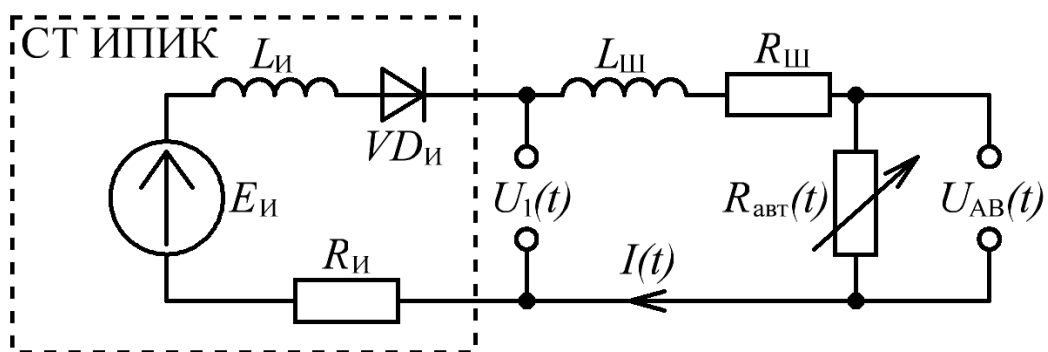 СТ ИПИК
LИ
VDИ
LШ
RШ
EИ
U1(t)
Rавт(t)
UАВ(t)
RИ
I(t)